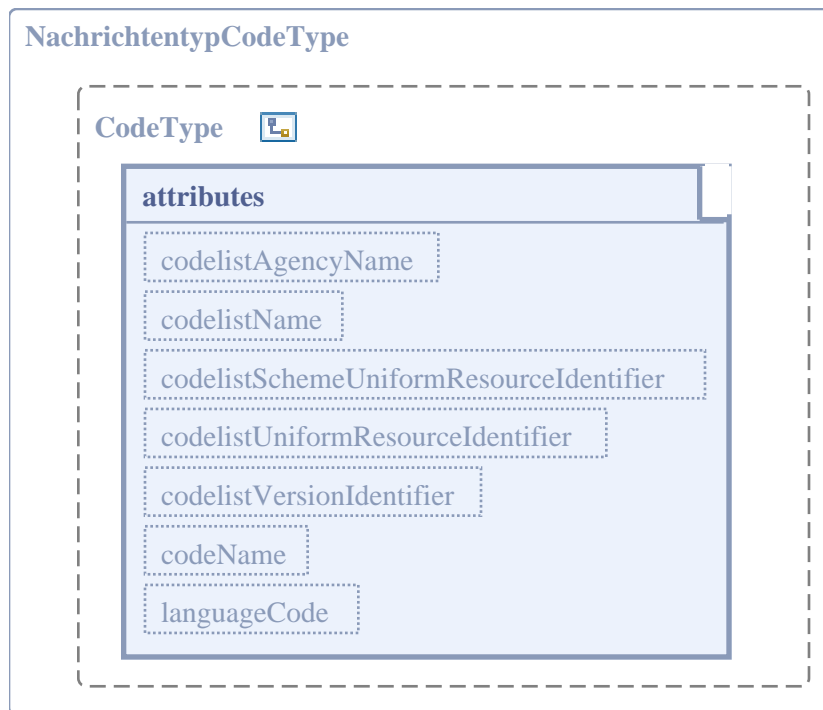 NachrichtentypCodeType
CodeType
attributes
codelistAgencyName
codelistName
codelistSchemeUniformResourceIdentifier
codelistUniformResourceIdentifier
codelistVersionIdentifier
codeName
languageCode